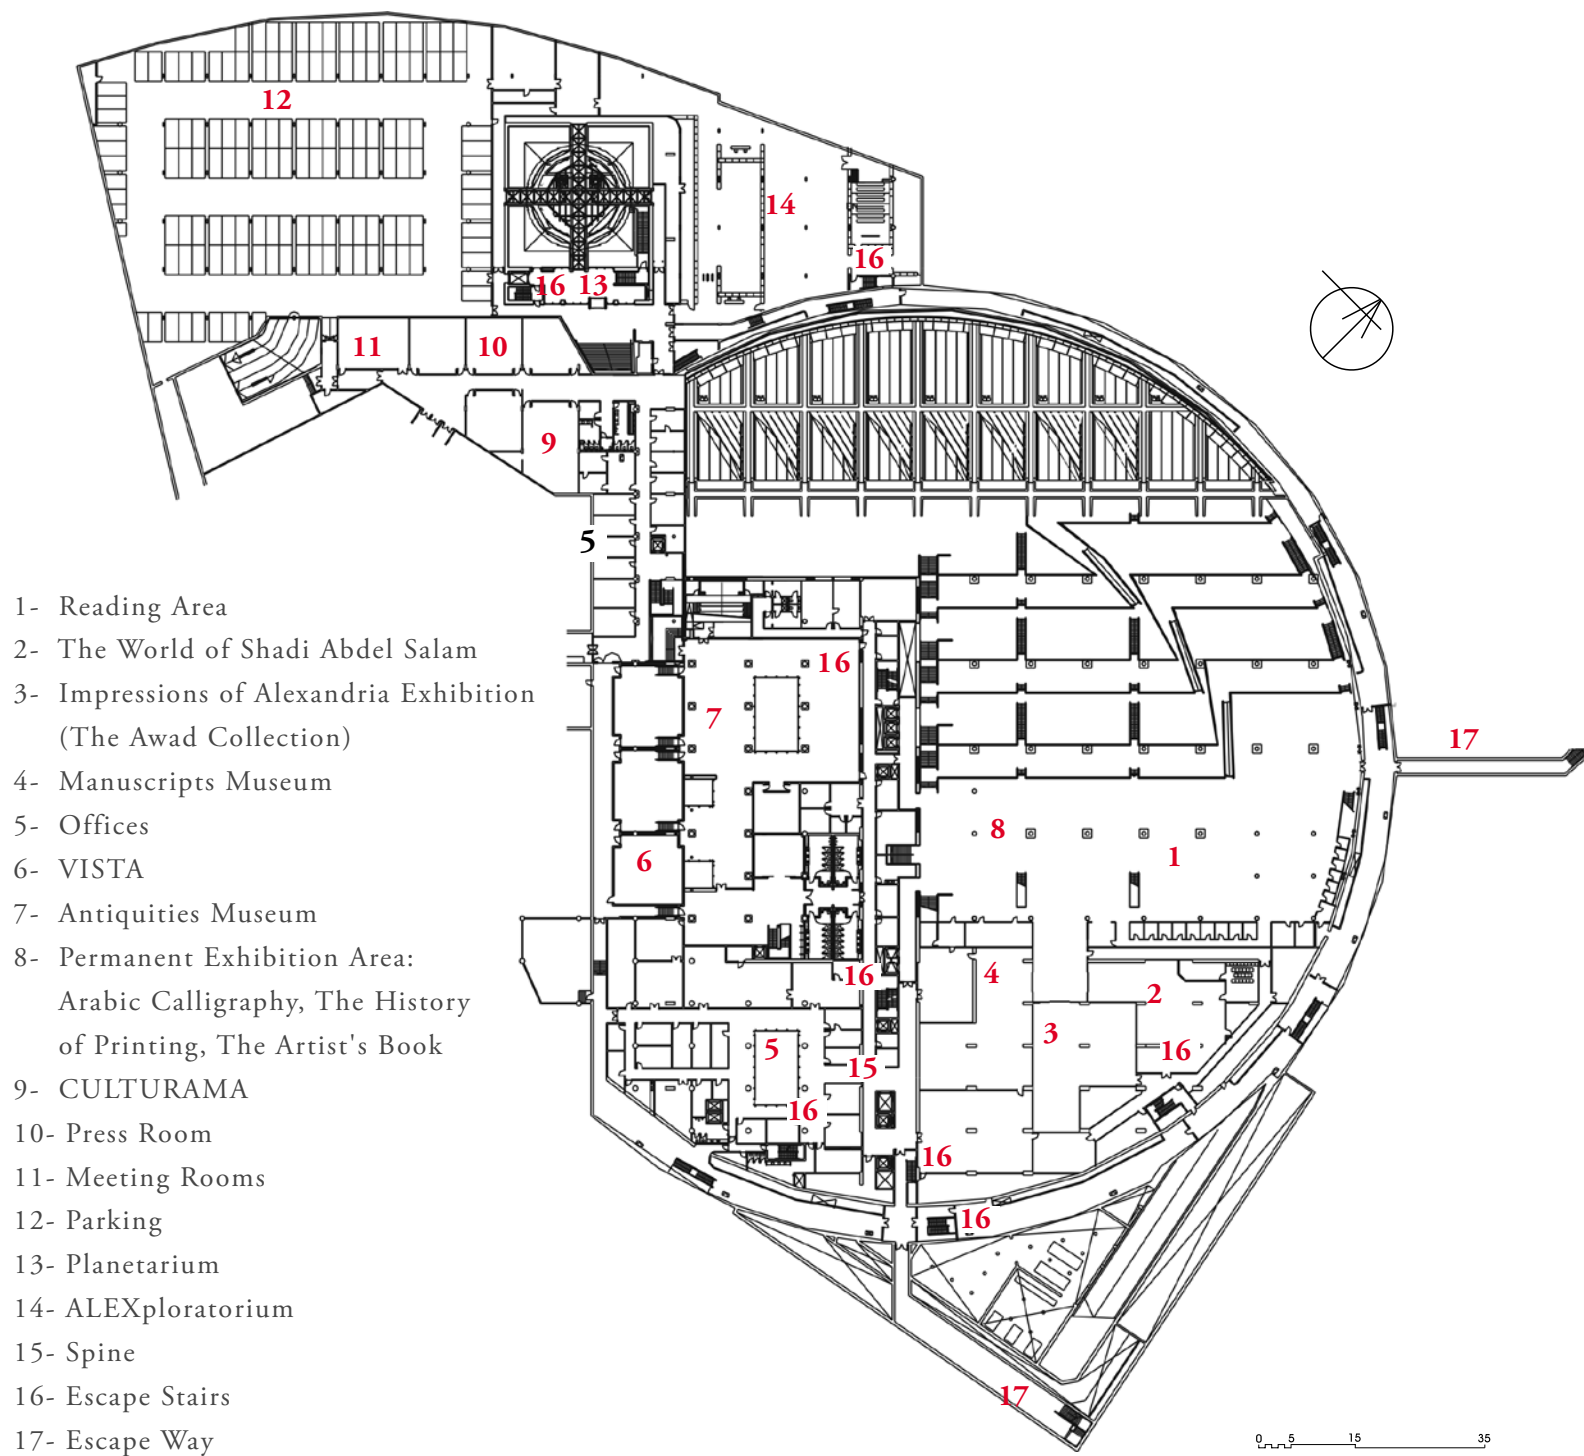 12
14
16
16 13
11
10
9
5
16
7
17
8
6
1
4
16
2
3
5
16
15
16
16
16
17
1- Reading Area
2- The World of Shadi Abdel Salam
3- Impressions of Alexandria Exhibition
(The Awad Collection)
4- Manuscripts Museum
5- Offices
6- VISTA
7- Antiquities Museum
8- Permanent Exhibition Area:
Arabic Calligraphy, The History
of Printing, The Artist's Book
9- CULTURAMA
10- Press Room
11- Meeting Rooms
12- Parking
13- Planetarium
14- ALEXploratorium
15- Spine
16- Escape Stairs
17- Escape Way
0 5 15 35